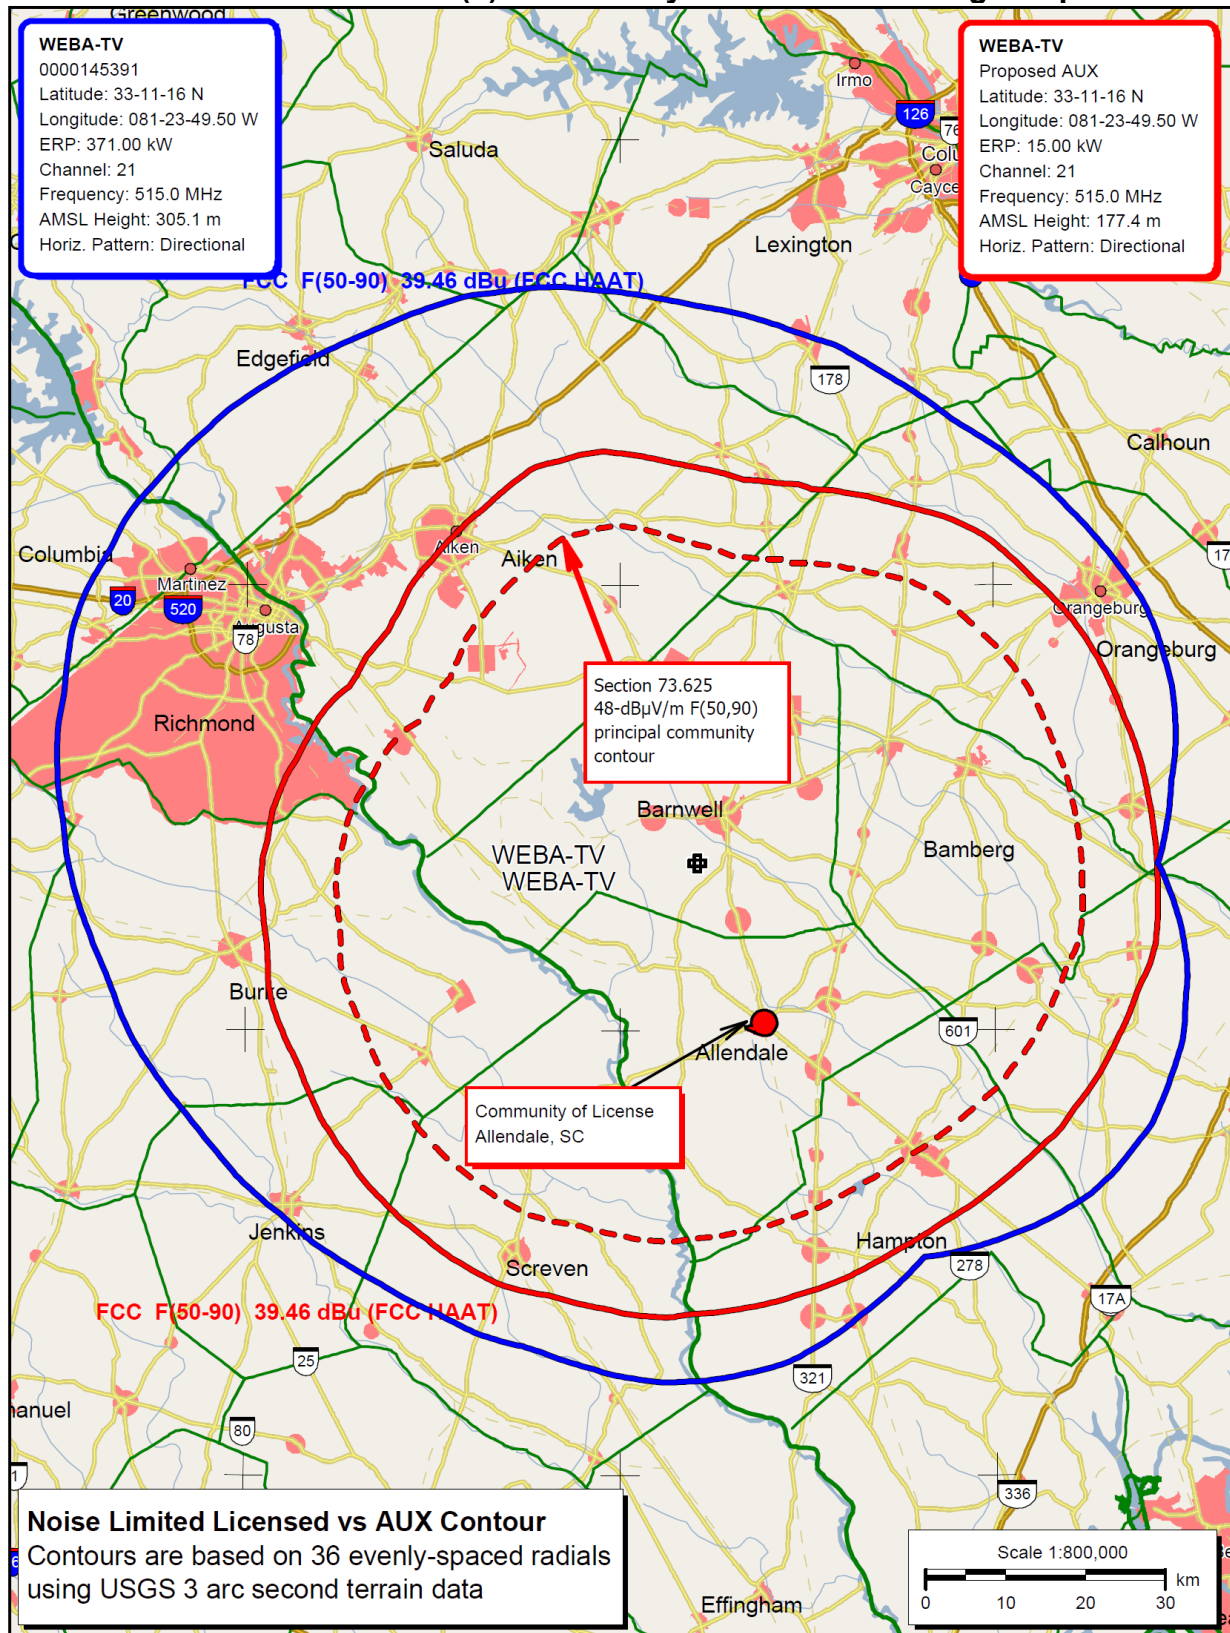 Greenwood
WEBA-TV
0000145391
Latitude: 33-11-16 N
Longitude: 081-23-49.50 W
ERP: 371.00 kW
Channel: 21
Frequency: 515.0 MHz
AMSL Height: 305.1 m
Horiz. Pattern: Directional
WEBA-TV
Proposed AUX
Latitude: 33-11-16 N
Longitude: 081-23-49.50 W
ERP: 15.00 kW
Channel: 21
Frequency: 515.0 MHz
AMSL Height: 177.4 m
Horiz. Pattern: Directional
Irmo
126
76
Saluda
Lexington
FCC F(50-90) 39.46 dBu (FCC HAAT)
Edgefield
178
Calhoun
Aiken
Aiken
Columbia
Martinez
20
520
78
Augusta
Orangeburg
Orangeburg
Section 73.625
48-dBµV/m F(50,90)
principal community
contour
Richmond
Barnwell
WEBA-TV
WEBA-TV
Bamberg
Burke
601
Allendale
Community of License
Allendale, SC
Jenkins
Hampton
278
Screven
17A
FCC F(50-90) 39.46 dBu (FCC HAAT)
25
321
80
336
Noise Limited Licensed vs AUX Contour
Contours are based on 36 evenly-spaced radials
using USGS 3 arc second terrain data
Scale 1:800,000
km
0 10 20 30
Effingham